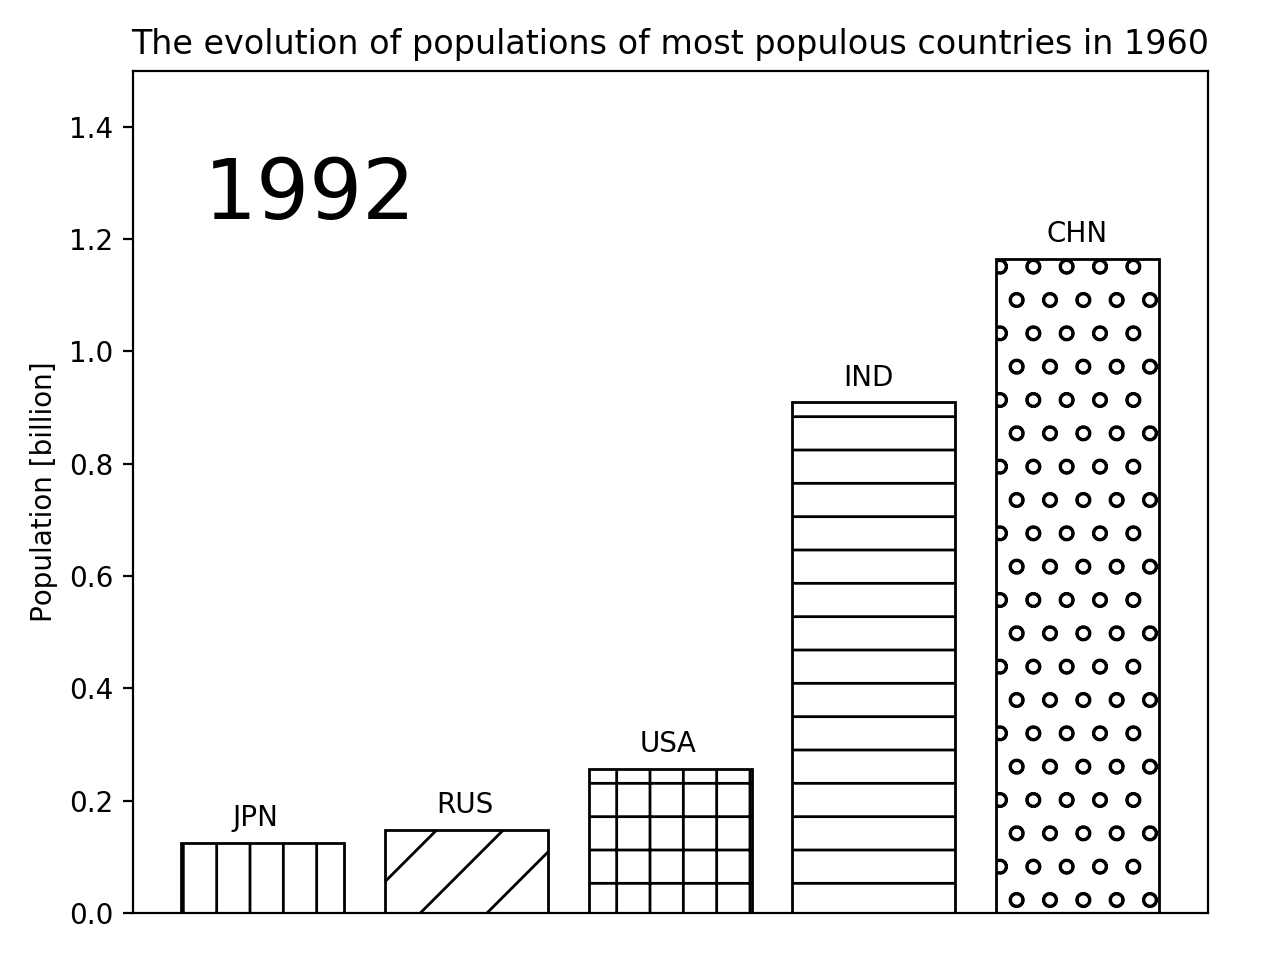 The evolution of populations of most populous countries in 1960
1992
Population [billion]
1.4
1.2
1.0
0.8
0.6
0.4
0.2
0.0
JPN
RUS
USA
IND
CHN